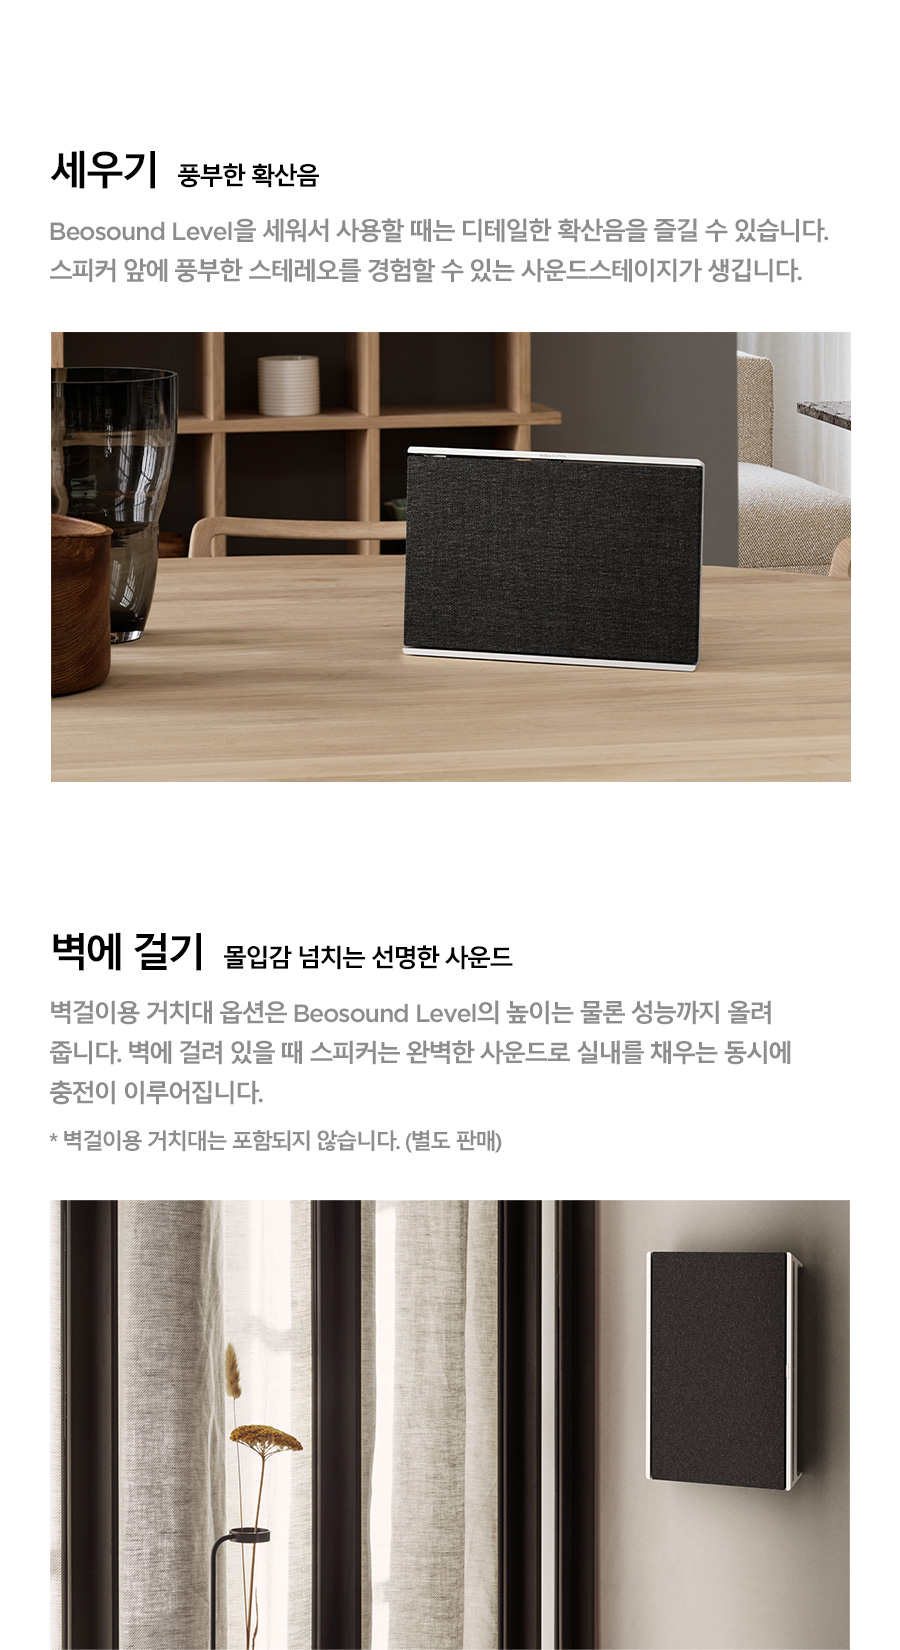 세우기 풍부한 확산음
Beosound Level을 세워서 사용할 때는 디테일한 확산음을 즐길 수 있습니다.
스피커 앞에 풍부한 스테레오를 경험할 수 있는 사운드스테이지가 생깁니다.
벽에 걸기 몰입감 넘치는 선명한 사운드
벽걸이용 거치대 옵션은 Beosound Level의 높이는 물론 성능까지 올려
줍니다. 벽에 걸려 있을 때 스피커는 완벽한 사운드로 실내를 채우는 동시에
충전이 이루어집니다.
* 벽걸이용 거치대는 포함되지 않습니다. (별도 판매)